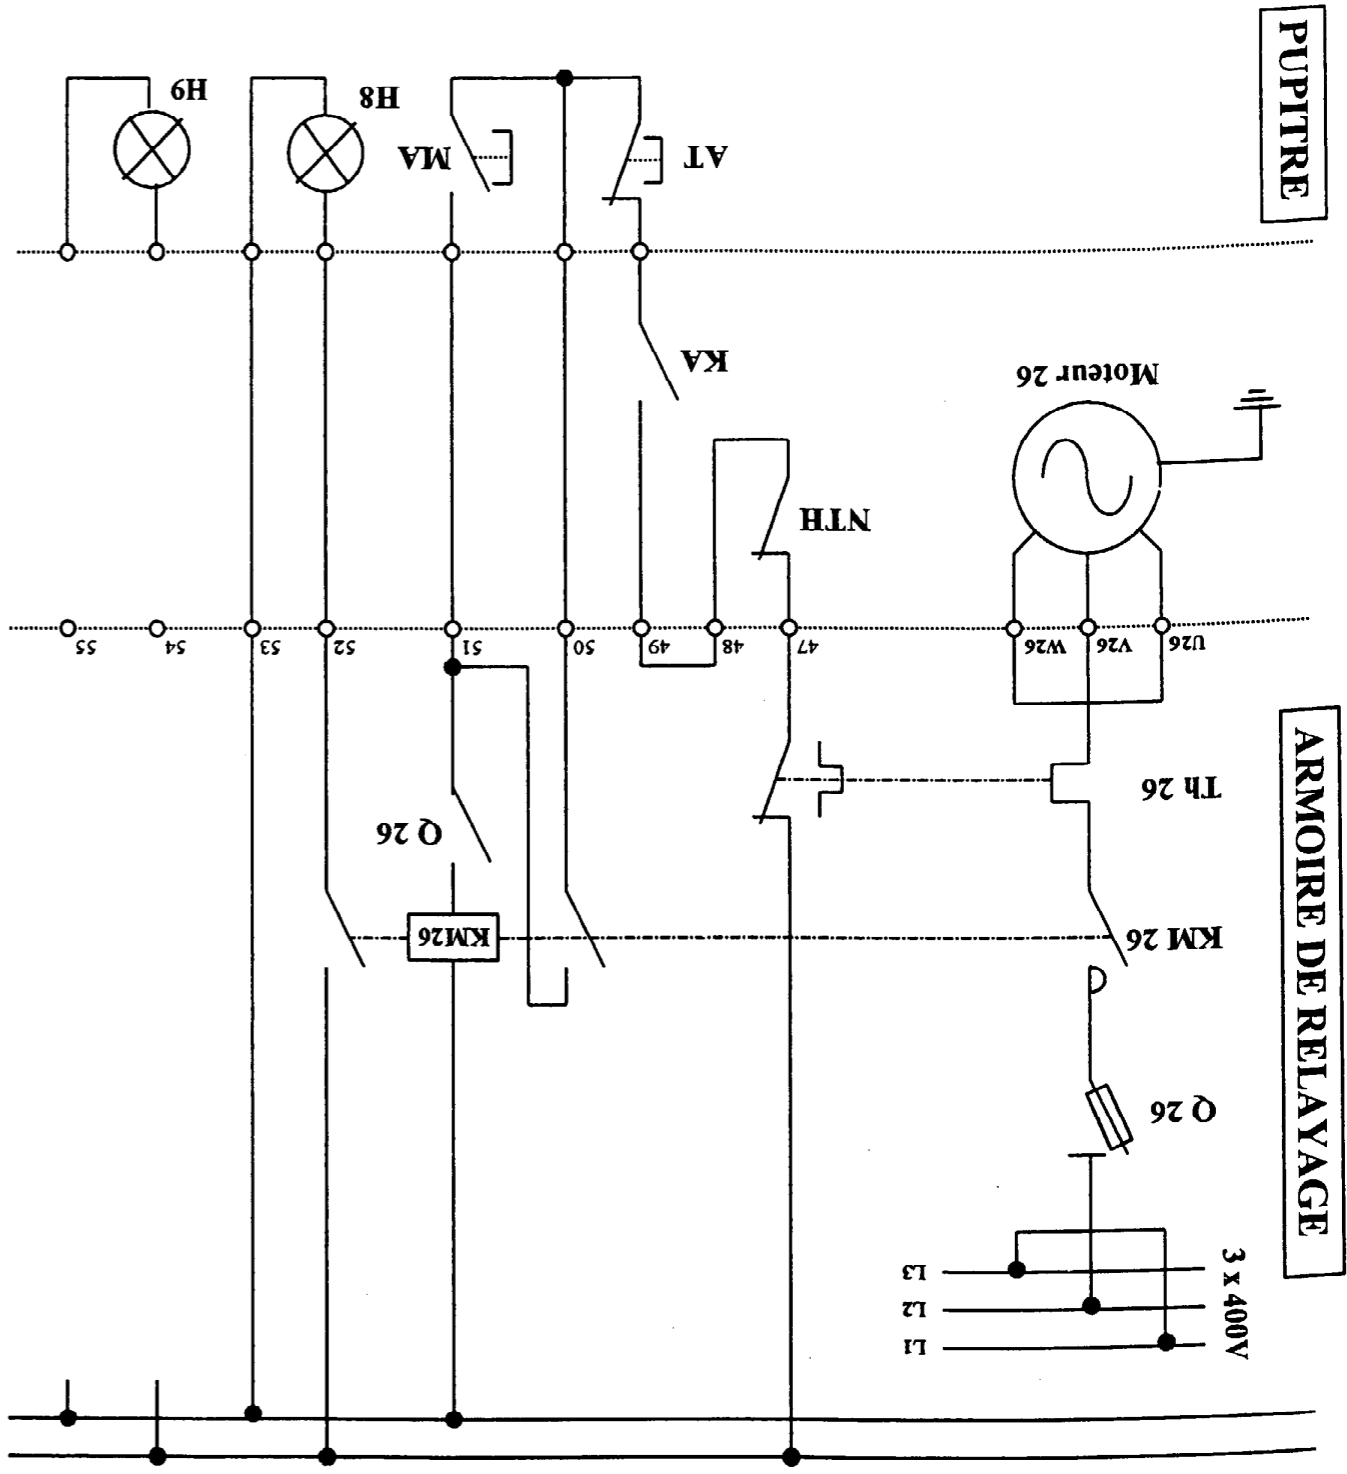 3 x 400V
L1
L2
L3
Q 26
KM 26
KM26
Q 26
Th 26
ARMOIRE DE RELAYAGE
U26
V26
W26
47
48
49
50
51
52
53
54
55
NTH
Moteur 26
KA
AT
MA
H8
H9
PUPITRE